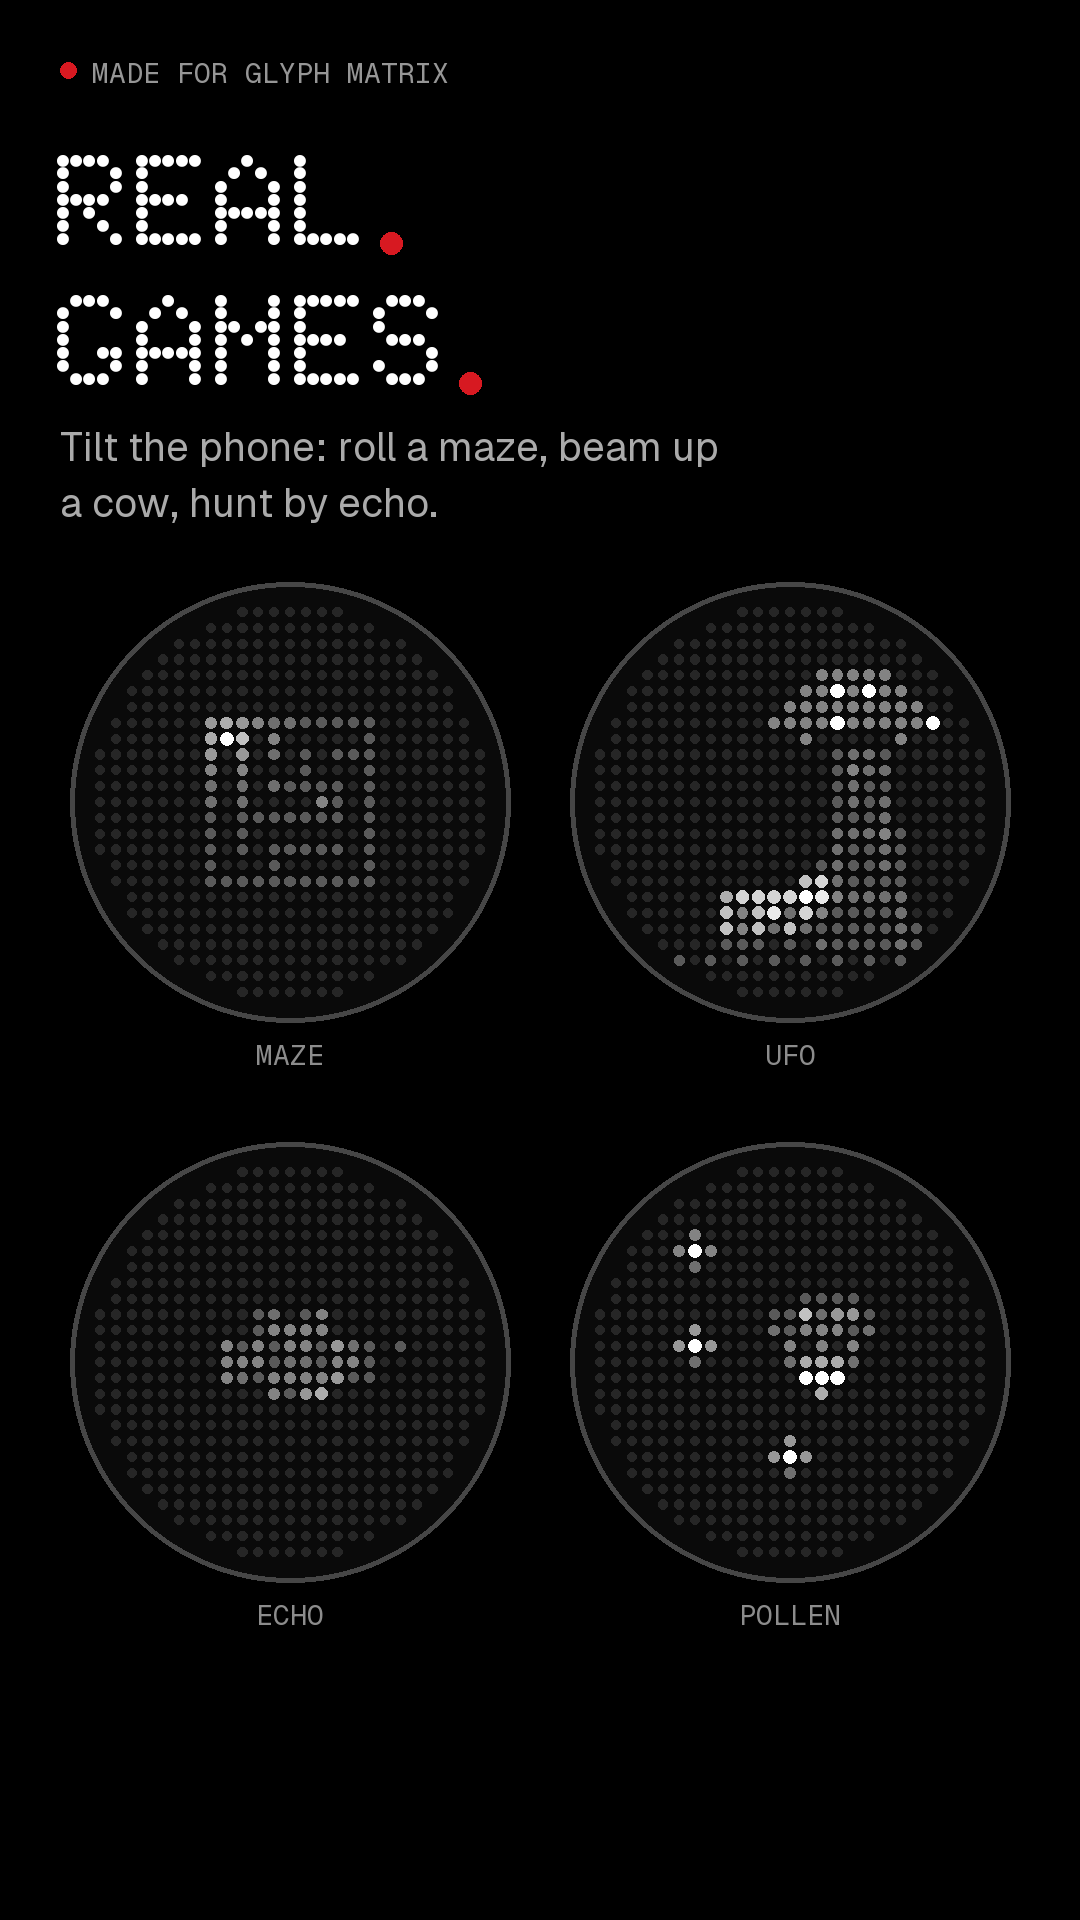 MADE FOR GLYPH MATRIX
REAL.
GAMES.
Tilt the phone: roll a maze, beam up
a cow, hunt by echo.
MAZE
UFO
ECHO
POLLEN